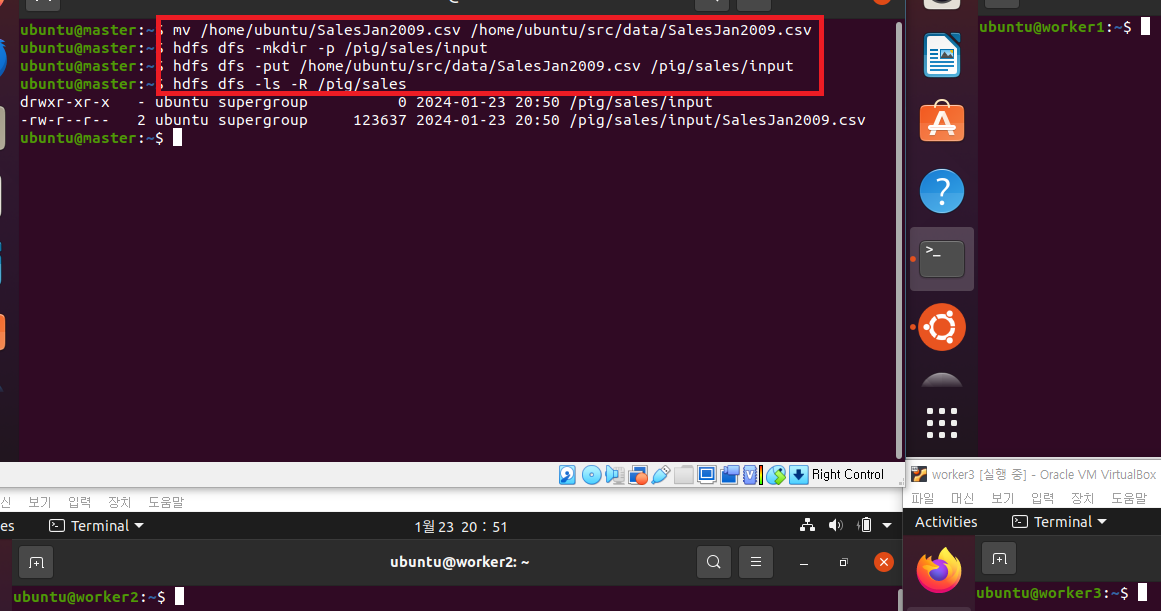 ubuntu@master:~$ mv /home/ubuntu/SalesJan2009.csv /home/ubuntu/src/data/SalesJan2009.csv
ubuntu@master:~$ hdfs dfs -mkdir -p /pig/sales/input
ubuntu@master:~$ hdfs dfs -put /home/ubuntu/src/data/SalesJan2009.csv /pig/sales/input
ubuntu@master:~$ hdfs dfs -ls -R /pig/sales
drwxr-xr-x   - ubuntu supergroup          0 2024-01-23 20:50 /pig/sales/input
-rw-r--r--   2 ubuntu supergroup     123637 2024-01-23 20:50 /pig/sales/input/SalesJan2009.csv
ubuntu@master:~$
ubuntu@worker1:~$
Right Control
신 보기 입력 장치 도움말
es Terminal 1월 23 20 : 51
ubuntu@worker2: ~
ubuntu@worker2:~$
worker3 [실행 중] - Oracle VM VirtualBox
파일 머신 보기 입력 장치 도움말
Activities Terminal
ubuntu@worker3:~$